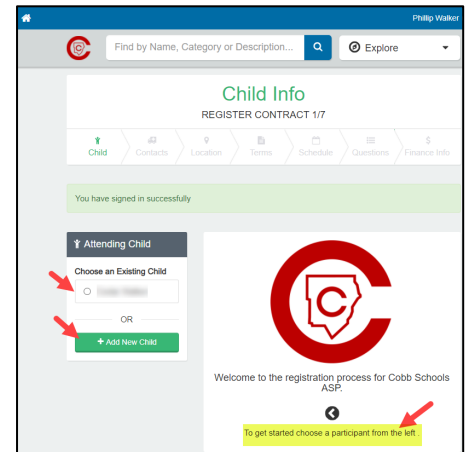 Phillip Walker
C
Find by Name, Category or Description...
Explore
Child Info
REGISTER CONTRACT 1/7
Child
Contacts
Location
Terms
Schedule
Questions
Finance Info
You have signed in successfully
Attending Child
Choose an Existing Child
OR
+ Add New Child
C
Welcome to the registration process for Cobb Schools
ASP.
To get started choose a participant from the left .